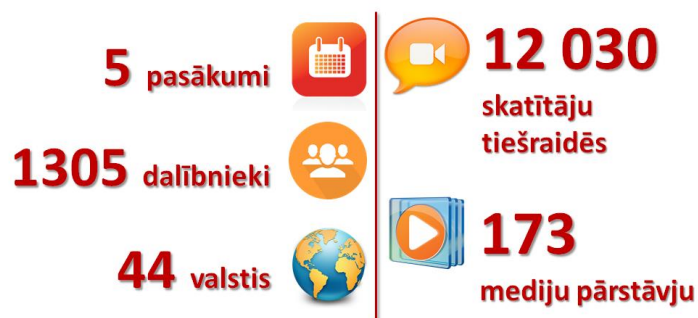 5 pasākumi
1305 dalībnieki
44 valstis
12 030
skatītāju
tiešraidēs
173
mediju pārstāvju